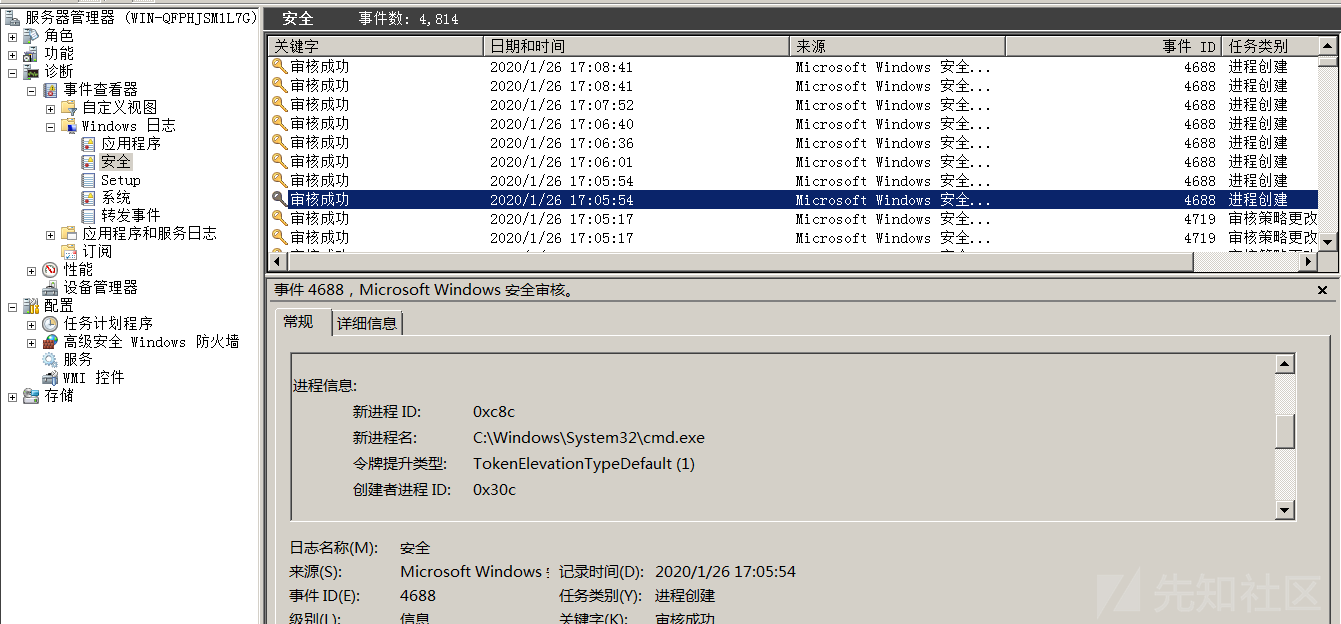 服务器管理器 (WIN-QFPHJSM1L7G)
角色
功能
诊断
事件查看器
自定义视图
Windows 日志
应用程序
安全
Setup
系统
转发事件
应用程序和服务日志
订阅
性能
设备管理器
配置
任务计划程序
高级安全 Windows 防火墙
服务
WMI 控件
存储
安全 事件数: 4,814
关键字 日期和时间 来源 事件 ID 任务类别
审核成功 2020/1/26 17:08:41 Microsoft Windows 安全... 4688 进程创建
审核成功 2020/1/26 17:08:41 Microsoft Windows 安全... 4688 进程创建
审核成功 2020/1/26 17:07:52 Microsoft Windows 安全... 4688 进程创建
审核成功 2020/1/26 17:06:40 Microsoft Windows 安全... 4688 进程创建
审核成功 2020/1/26 17:06:36 Microsoft Windows 安全... 4688 进程创建
审核成功 2020/1/26 17:06:01 Microsoft Windows 安全... 4688 进程创建
审核成功 2020/1/26 17:05:54 Microsoft Windows 安全... 4688 进程创建
审核成功 2020/1/26 17:05:54 Microsoft Windows 安全... 4688 进程创建
审核成功 2020/1/26 17:05:17 Microsoft Windows 安全... 4719 审核策略更改
审核成功 2020/1/26 17:05:17 Microsoft Windows 安全... 4719 审核策略更改
事件 4688，Microsoft Windows 安全审核。
常规 详细信息
进程信息:
新进程 ID: 0xc8c
新进程名: C:\Windows\System32\cmd.exe
令牌提升类型: TokenElevationTypeDefault (1)
创建者进程 ID: 0x30c
日志名称(M): 安全
来源(S): Microsoft Windows 记录时间(D): 2020/1/26 17:05:54
事件 ID(E): 4688 任务类别(Y): 进程创建
级别(L): 信息 关键字(K): 审核成功
先知社区